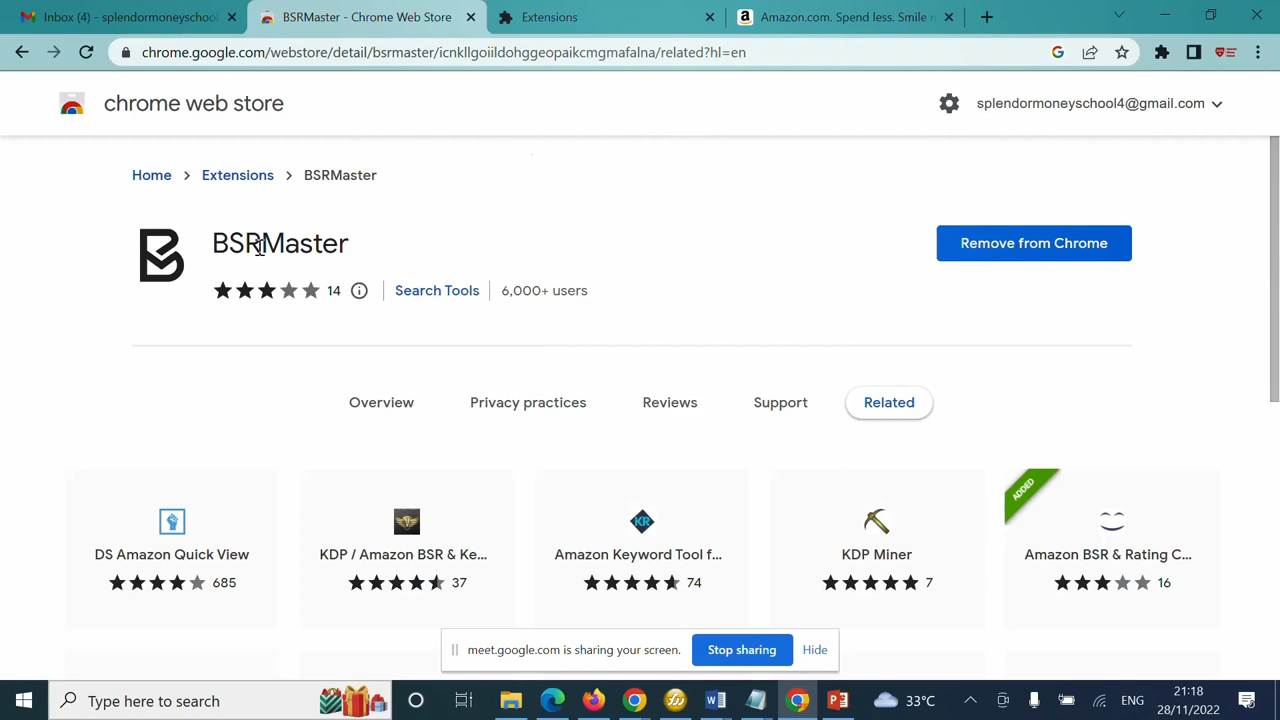 Inbox (4) - splendormoneyschool
BSRMaster - Chrome Web Store
Extensions
Amazon.com. Spend less. Smile m
chrome.google.com/webstore/detail/bsrmaster/icnkllgoiildohggeopaikcmgmafalna/related?hl=en
chrome web store
splendormoneyschool4@gmail.com
Home > Extensions > BSRMaster
BSRMaster
Remove from Chrome
14 Search Tools 6,000+ users
Overview Privacy practices Reviews Support Related
ADDED
DS Amazon Quick View
685
KDP / Amazon BSR & Ke...
37
Amazon Keyword Tool f...
74
KDP Miner
7
Amazon BSR & Rating C...
16
meet.google.com is sharing your screen. Stop sharing Hide
Type here to search
33°C
ENG
21:18
28/11/2022